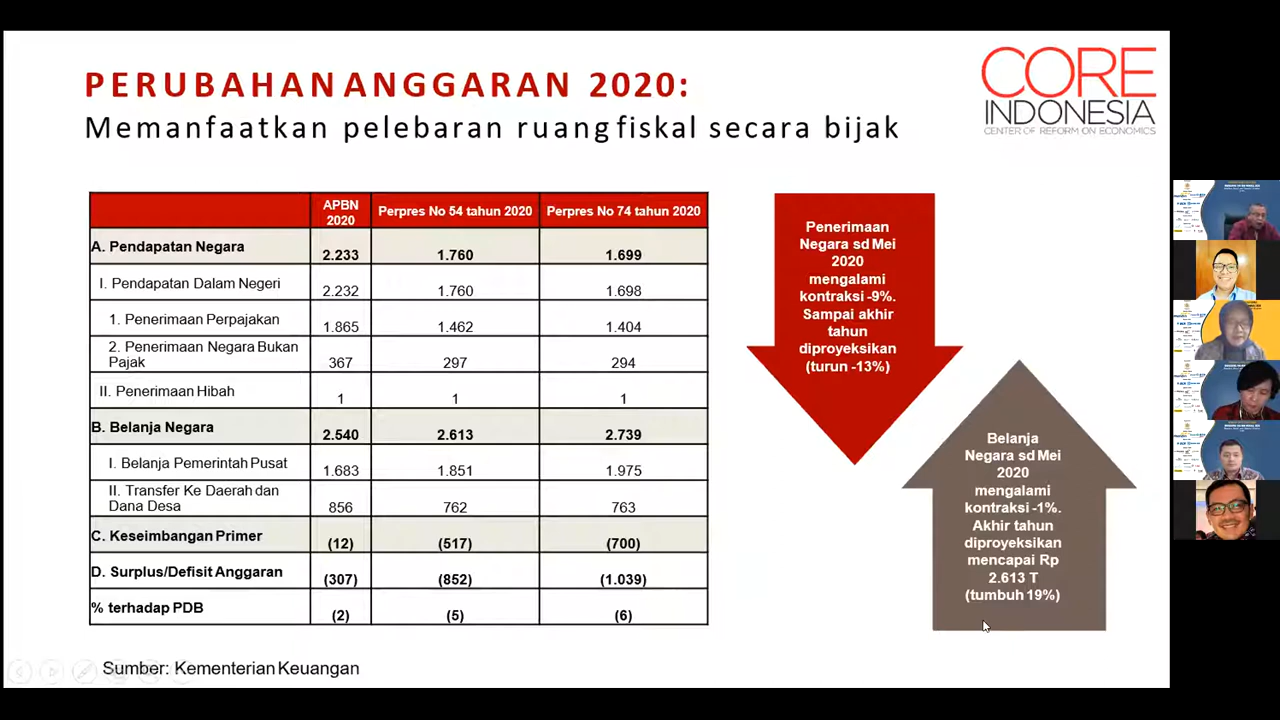 PERUBAHAN ANGGARAN 2020:
Memanfaatkan pelebaran ruang fiskal secara bijak
CORE
INDONESIA
CENTER OF REFORM ON ECONOMICS
APBN 2020 Perpres No 54 tahun 2020 Perpres No 74 tahun 2020
A. Pendapatan Negara 2.233 1.760 1.699
I. Pendapatan Dalam Negeri 2.232 1.760 1.698
1. Penerimaan Perpajakan 1.865 1.462 1.404
2. Penerimaan Negara Bukan Pajak 367 297 294
II. Penerimaan Hibah 1 1 1
B. Belanja Negara 2.540 2.613 2.739
I. Belanja Pemerintah Pusat 1.683 1.851 1.975
II. Transfer Ke Daerah dan Dana Desa 856 762 763
C. Keseimbangan Primer (12) (517) (700)
D. Surplus/Defisit Anggaran (307) (852) (1.039)
% terhadap PDB (2) (5) (6)
Sumber: Kementerian Keuangan
Penerimaan
Negara sd Mei
2020
mengalami
kontraksi -9%.
Sampai akhir
tahun
diproyeksikan
(turun -13%)
Belanja
Negara sd Mei
2020
mengalami
kontraksi -1%.
Akhir tahun
diproyeksikan
mencapai Rp
2.613 T
(tumbuh 19%)